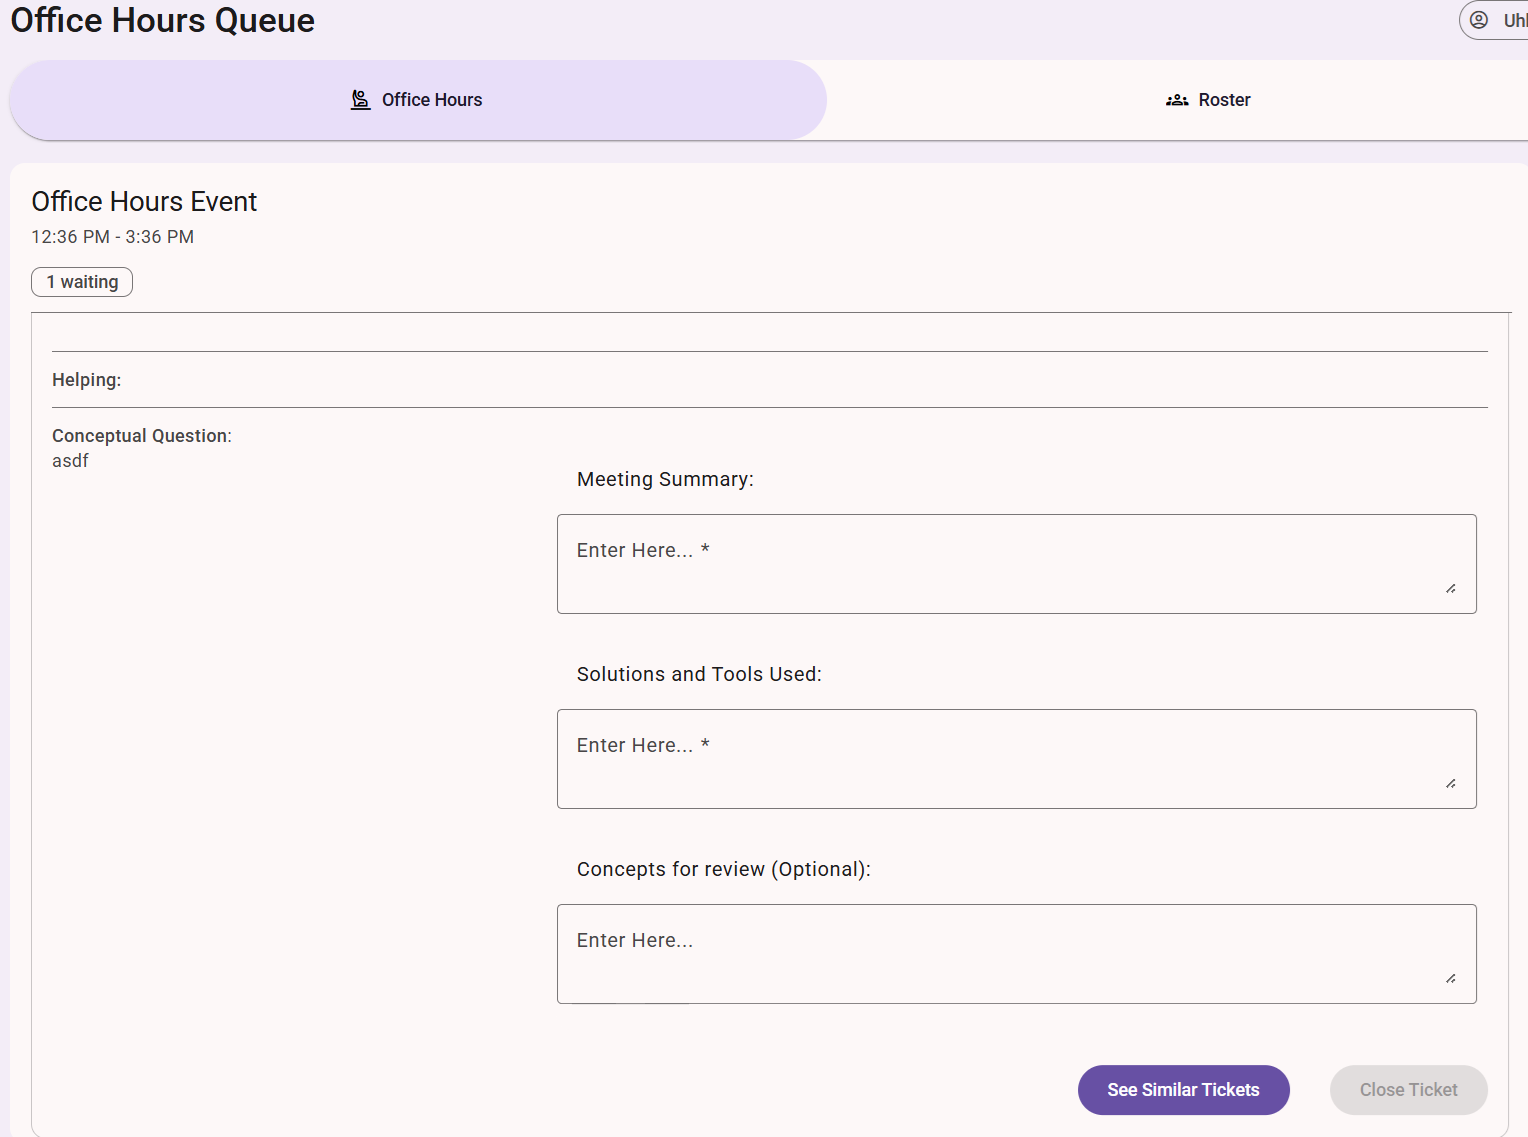 Office Hours Queue
Office Hours
Roster
Office Hours Event
12:36 PM - 3:36 PM
1 waiting
Helping:
Conceptual Question:
asdf
Meeting Summary:
Enter Here... *
Solutions and Tools Used:
Enter Here... *
Concepts for review (Optional):
Enter Here...
See Similar Tickets
Close Ticket